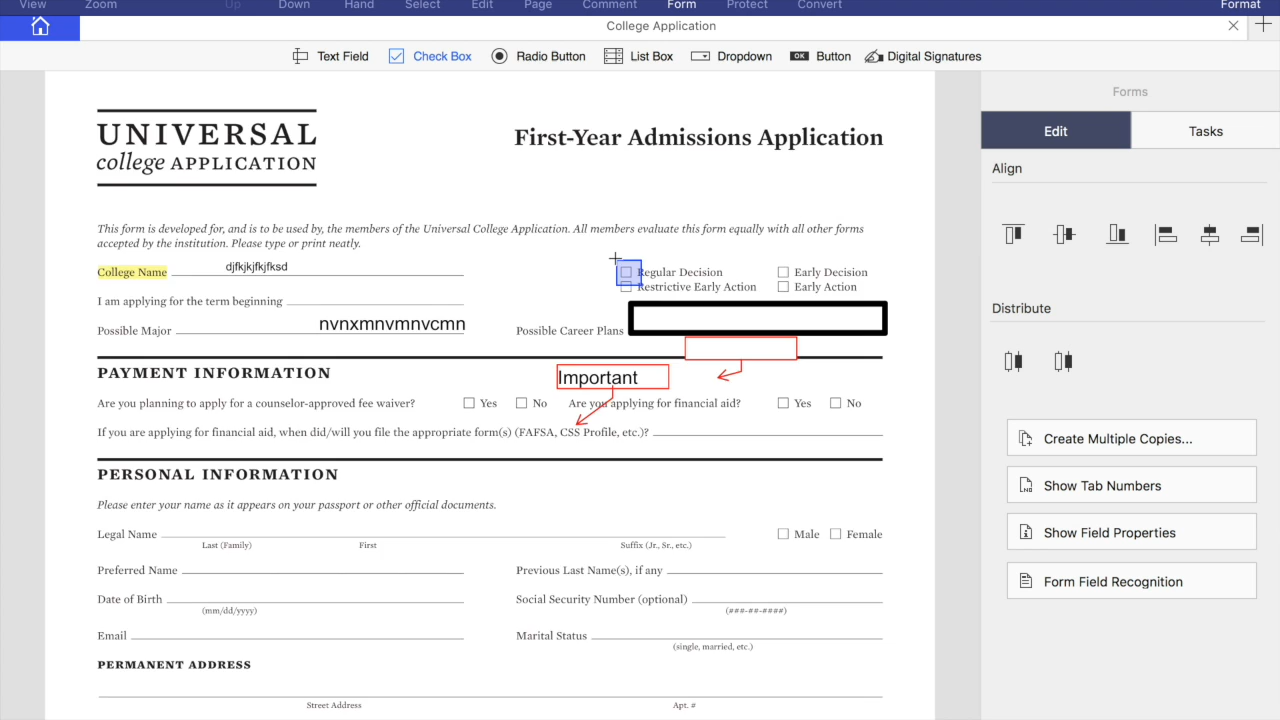 View Zoom Up Down Hand Select Edit Page Comment Form Protect Convert Format
College Application
Text Field Check Box Radio Button List Box Dropdown OK Button Digital Signatures
Forms
Edit Tasks
Align
Distribute
Create Multiple Copies...
Show Tab Numbers
Show Field Properties
Form Field Recognition
UNIVERSAL
college APPLICATION
First-Year Admissions Application
This form is developed for, and is to be used by, the members of the Universal College Application. All members evaluate this form equally with all other forms
accepted by the institution. Please type or print neatly.
College Name djfkjkjfkjfksd Regular Decision Early Decision
Restrictive Early Action Early Action
I am applying for the term beginning
Possible Major nvnxmnvmnvcmn Possible Career Plans
PAYMENT INFORMATION
Important
Are you planning to apply for a counselor-approved fee waiver? Yes No Are you applying for financial aid? Yes No
If you are applying for financial aid, when did/will you file the appropriate form(s) (FAFSA, CSS Profile, etc.)?
PERSONAL INFORMATION
Please enter your name as it appears on your passport or other official documents.
Legal Name Male Female
Last (Family) First Suffix (Jr., Sr., etc.)
Preferred Name Previous Last Name(s), if any
Date of Birth Social Security Number (optional)
(mm/dd/yyyy) (###-##-####)
Email Marital Status
(single, married, etc.)
PERMANENT ADDRESS
Street Address Apt. #